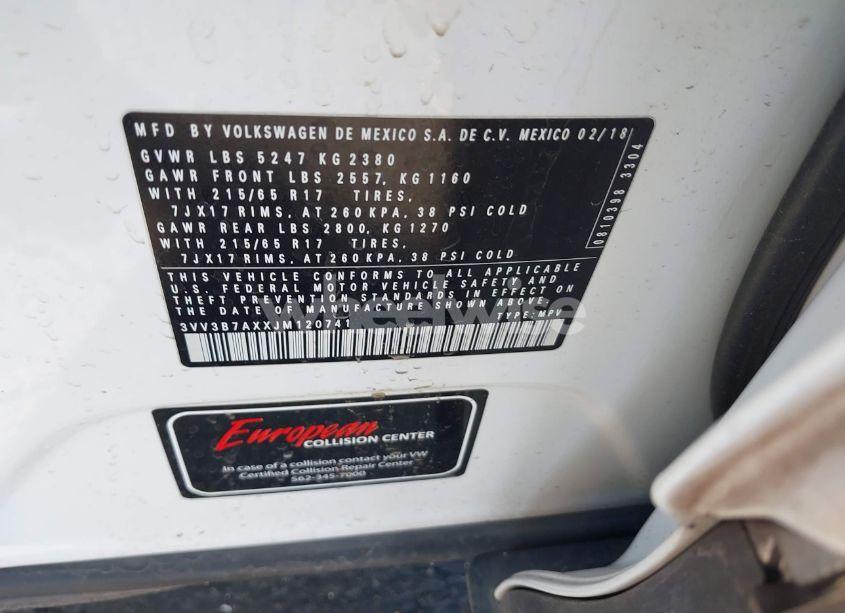 MFD BY VOLKSWAGEN DE MEXICO S.A. DE C.V. MEXICO 02/18
GVWR LBS 5247 KG 2380
GAWR FRONT LBS 2557, KG 1160
WITH 215/65 R17 TIRES,
7JX17 RIMS, AT 260 KPA, 38 PSI COLD
GAWR REAR LBS 2800, KG 1270
WITH 215/65 R17 TIRES,
7JX17 RIMS, AT 260 KPA, 38 PSI COLD
THIS VEHICLE CONFORMS TO ALL APPLICABLE
U.S. FEDERAL MOTOR VEHICLE SAFETY AND
THEFT PREVENTION STANDARDS IN EFFECT ON
THE DATE OF MANUFACTURE SHOWN ABOVE.
3VV3B7AXXJM120741 TYPE: MPV
0810398 3304
wheelwise
European
COLLISION CENTER
In case of a collision contact your VW
Certified Collision Repair Center
562-345-7000